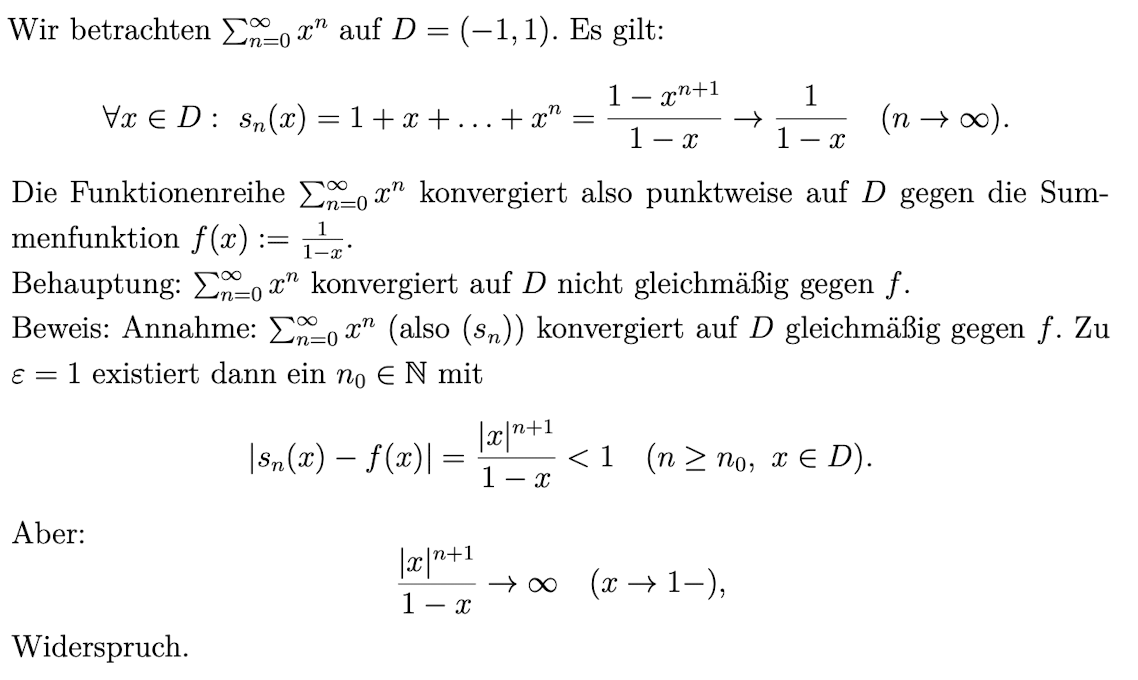 Wir betrachten $\sum_{n=0}^{\infty} x^n$ auf $D = (-1, 1)$. Es gilt:
$\forall x \in D : \ s_n(x) = 1 + x + \ldots + x^n = \frac{1 - x^{n+1}}{1 - x} \to \frac{1}{1 - x} \quad (n \to \infty).$
Die Funktionenreihe $\sum_{n=0}^{\infty} x^n$ konvergiert also punktweise auf $D$ gegen die Sum-
menfunktion $f(x) := \frac{1}{1-x}$.
Behauptung: $\sum_{n=0}^{\infty} x^n$ konvergiert auf $D$ nicht gleichmäßig gegen $f$.
Beweis: Annahme: $\sum_{n=0}^{\infty} x^n$ (also $(s_n)$) konvergiert auf $D$ gleichmäßig gegen $f$. Zu
$\varepsilon = 1$ existiert dann ein $n_0 \in \mathbb{N}$ mit
$|s_n(x) - f(x)| = \frac{|x|^{n+1}}{1 - x} < 1 \quad (n \geq n_0, \ x \in D).$
Aber:
$\frac{|x|^{n+1}}{1 - x} \to \infty \quad (x \to 1-),$
Widerspruch.